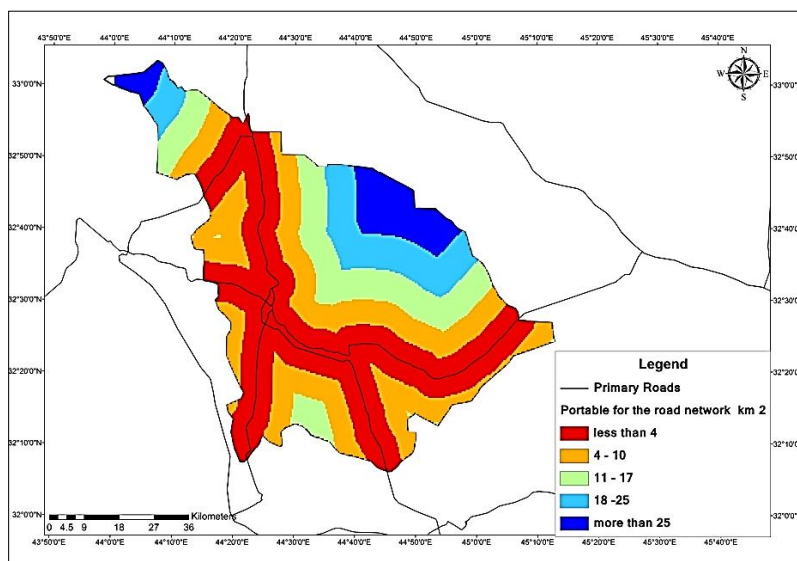 43°50'0"E 44°0'0"E 44°10'0"E 44°20'0"E 44°30'0"E 44°40'0"E 44°50'0"E 45°0'0"E 45°10'0"E 45°20'0"E 45°30'0"E 45°40'0"E
N
W E
S
33°0'0"N 33°0'0"N
32°50'0"N 32°50'0"N
32°40'0"N 32°40'0"N
32°30'0"N 32°30'0"N
32°20'0"N 32°20'0"N
32°10'0"N 32°10'0"N
32°0'0"N 32°0'0"N
Legend
Primary Roads
Portable for the road network km 2
less than 4
4 - 10
11 - 17
18 -25
more than 25
Kilometers
0 4.5 9 18 27 36
43°50'0"E 44°0'0"E 44°10'0"E 44°20'0"E 44°30'0"E 44°40'0"E 44°50'0"E 45°0'0"E 45°10'0"E 45°20'0"E 45°30'0"E 45°40'0"E